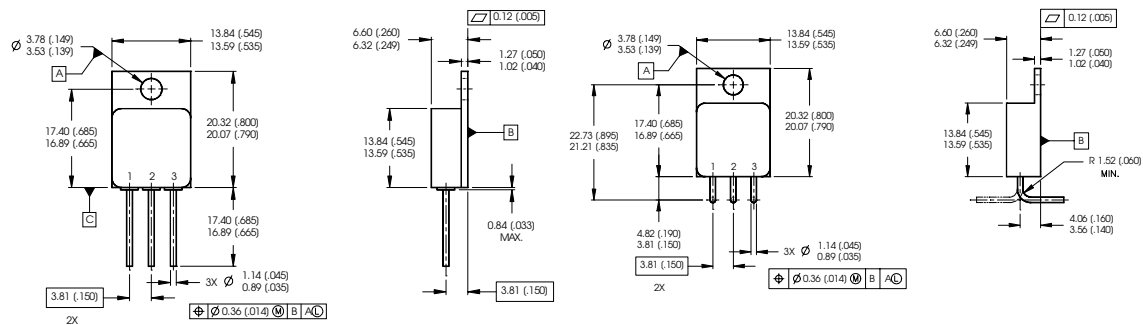 Ø 3.78 (.149)
3.53 (.139)
13.84 (.545)
13.59 (.535)
A
17.40 (.685)
16.89 (.665)
20.32 (.800)
20.07 (.790)
1 2 3
C
17.40 (.685)
16.89 (.665)
3X Ø 1.14 (.045)
0.89 (.035)
3.81 (.150)
2X
⌖ Ø 0.36 (.014) Ⓜ B AⓁ
⏥ 0.12 (.005)
6.60 (.260)
6.32 (.249)
1.27 (.050)
1.02 (.040)
13.84 (.545)
13.59 (.535)
B
0.84 (.033)
MAX.
3.81 (.150)
Ø 3.78 (.149)
3.53 (.139)
13.84 (.545)
13.59 (.535)
A
22.73 (.895)
21.21 (.835)
17.40 (.685)
16.89 (.665)
20.32 (.800)
20.07 (.790)
1 2 3
4.82 (.190)
3.81 (.150)
3X Ø 1.14 (.045)
0.89 (.035)
3.81 (.150)
2X
⌖ Ø 0.36 (.014) Ⓜ B AⓁ
⏥ 0.12 (.005)
6.60 (.260)
6.32 (.249)
1.27 (.050)
1.02 (.040)
13.84 (.545)
13.59 (.535)
B
R 1.52 (.060)
MIN.
4.06 (.160)
3.56 (.140)